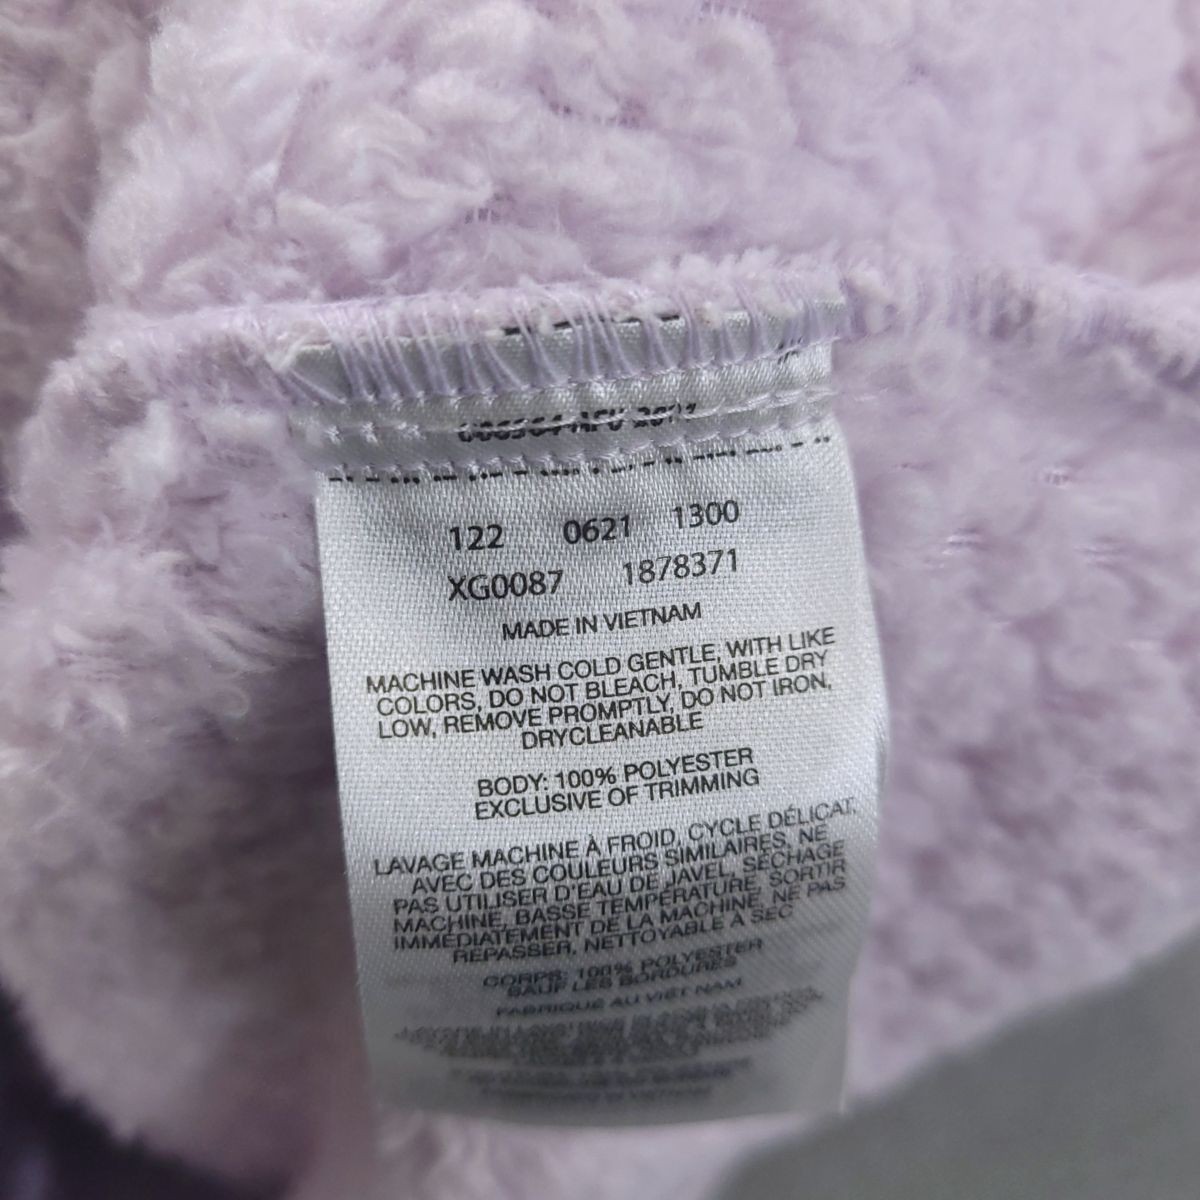 122 0621 1300
XG0087 1878371
MADE IN VIETNAM
MACHINE WASH COLD GENTLE, WITH LIKE
COLORS, DO NOT BLEACH, TUMBLE DRY
LOW, REMOVE PROMPTLY, DO NOT IRON,
DRYCLEANABLE
BODY: 100% POLYESTER
EXCLUSIVE OF TRIMMING
LAVAGE MACHINE À FROID, CYCLE DÉLICAT,
AVEC DES COULEURS SIMILAIRES, NE
PAS UTILISER D'EAU DE JAVEL, SÉCHAGE
MACHINE, BASSE TEMPÉRATURE, SORTIR
IMMÉDIATEMENT DE LA MACHINE, NE PAS
REPASSER, NETTOYABLE À SEC
CORPS: 100% POLYESTER
SAUF LES BORDURES
FABRIQUÉ AU VIÊT NAM